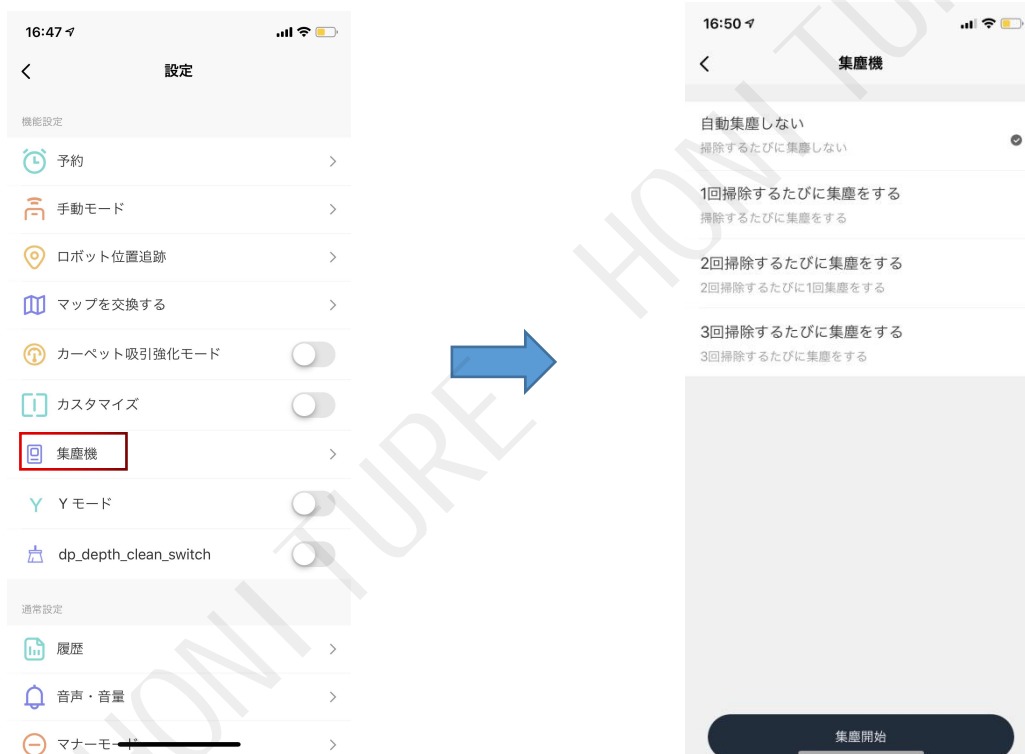 16:47
設定
機能設定
予約
手動モード
ロボット位置追跡
マップを交換する
カーペット吸引強化モード
カスタマイズ
集塵機
Y モード
dp_depth_clean_switch
通常設定
履歴
音声・音量
マナーモード
16:50
集塵機
自動集塵しない
掃除するたびに集塵しない
1回掃除するたびに集塵をする
掃除するたびに集塵をする
2回掃除するたびに集塵をする
2回掃除するたびに1回集塵をする
3回掃除するたびに集塵をする
3回掃除するたびに集塵をする
集塵開始
HONITURE
HONITURE